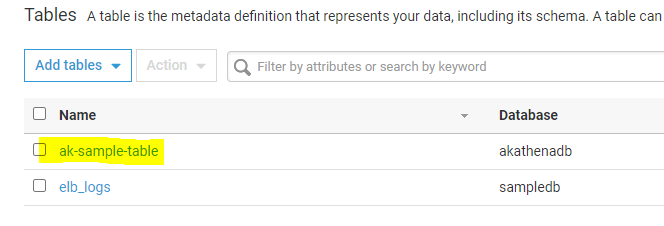 Tables A table is the metadata definition that represents your data, including its schema. A table can
Add tables Action Filter by attributes or search by keyword
Name Database
ak-sample-table akathenadb
elb_logs sampledb